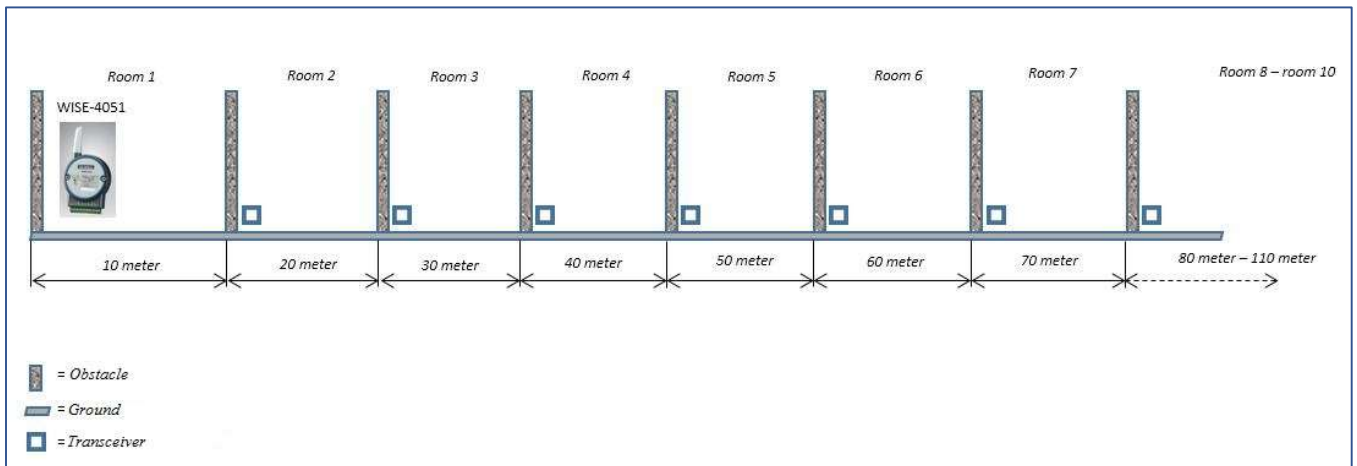 Room 1
Room 2
Room 3
Room 4
Room 5
Room 6
Room 7
Room 8 – room 10
WISE-4051
10 meter
20 meter
30 meter
40 meter
50 meter
60 meter
70 meter
80 meter – 110 meter
= Obstacle
= Ground
= Transceiver